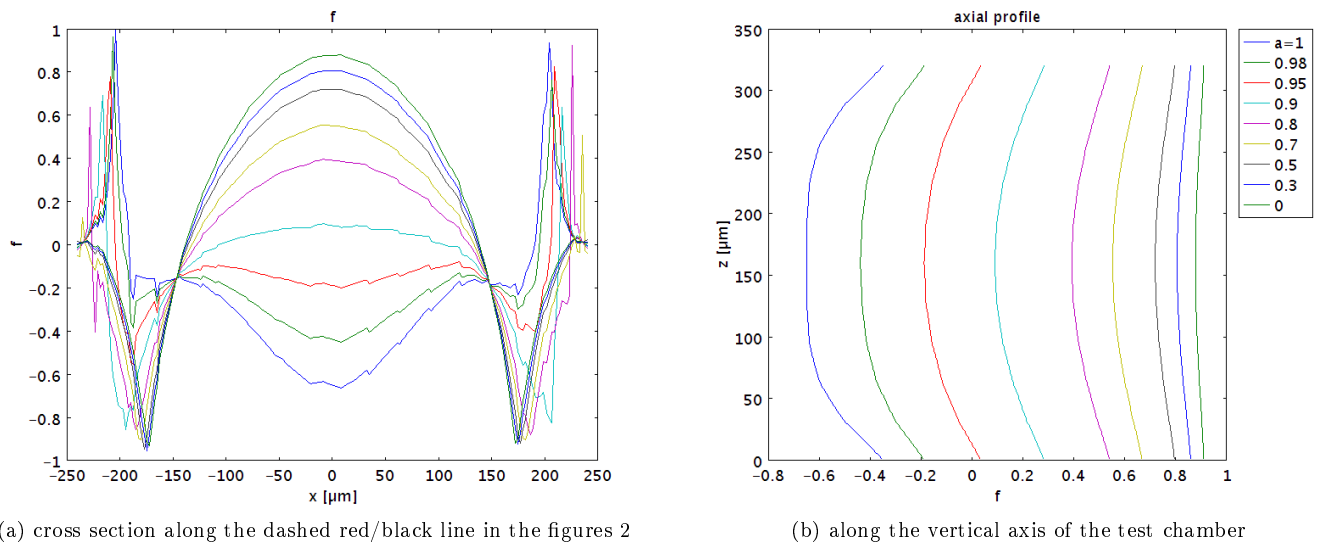 f
1
0.8
0.6
0.4
0.2
0
−0.2
−0.4
−0.6
−0.8
−1
f
−250 −200 −150 −100 −50 0 50 100 150 200 250
x [µm]
(a) cross section along the dashed red/black line in the figures 2
axial profile
350
300
250
200
150
100
50
0
z [µm]
−0.8 −0.6 −0.4 −0.2 0 0.2 0.4 0.6 0.8 1
f
a=1
0.98
0.95
0.9
0.8
0.7
0.5
0.3
0
(b) along the vertical axis of the test chamber